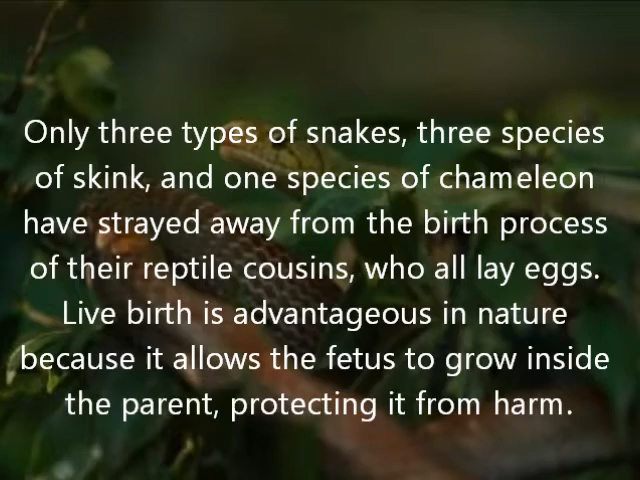 Only three types of snakes, three species
of skink, and one species of chameleon
have strayed away from the birth process
of their reptile cousins, who all lay eggs.
Live birth is advantageous in nature
because it allows the fetus to grow inside
the parent, protecting it from harm.